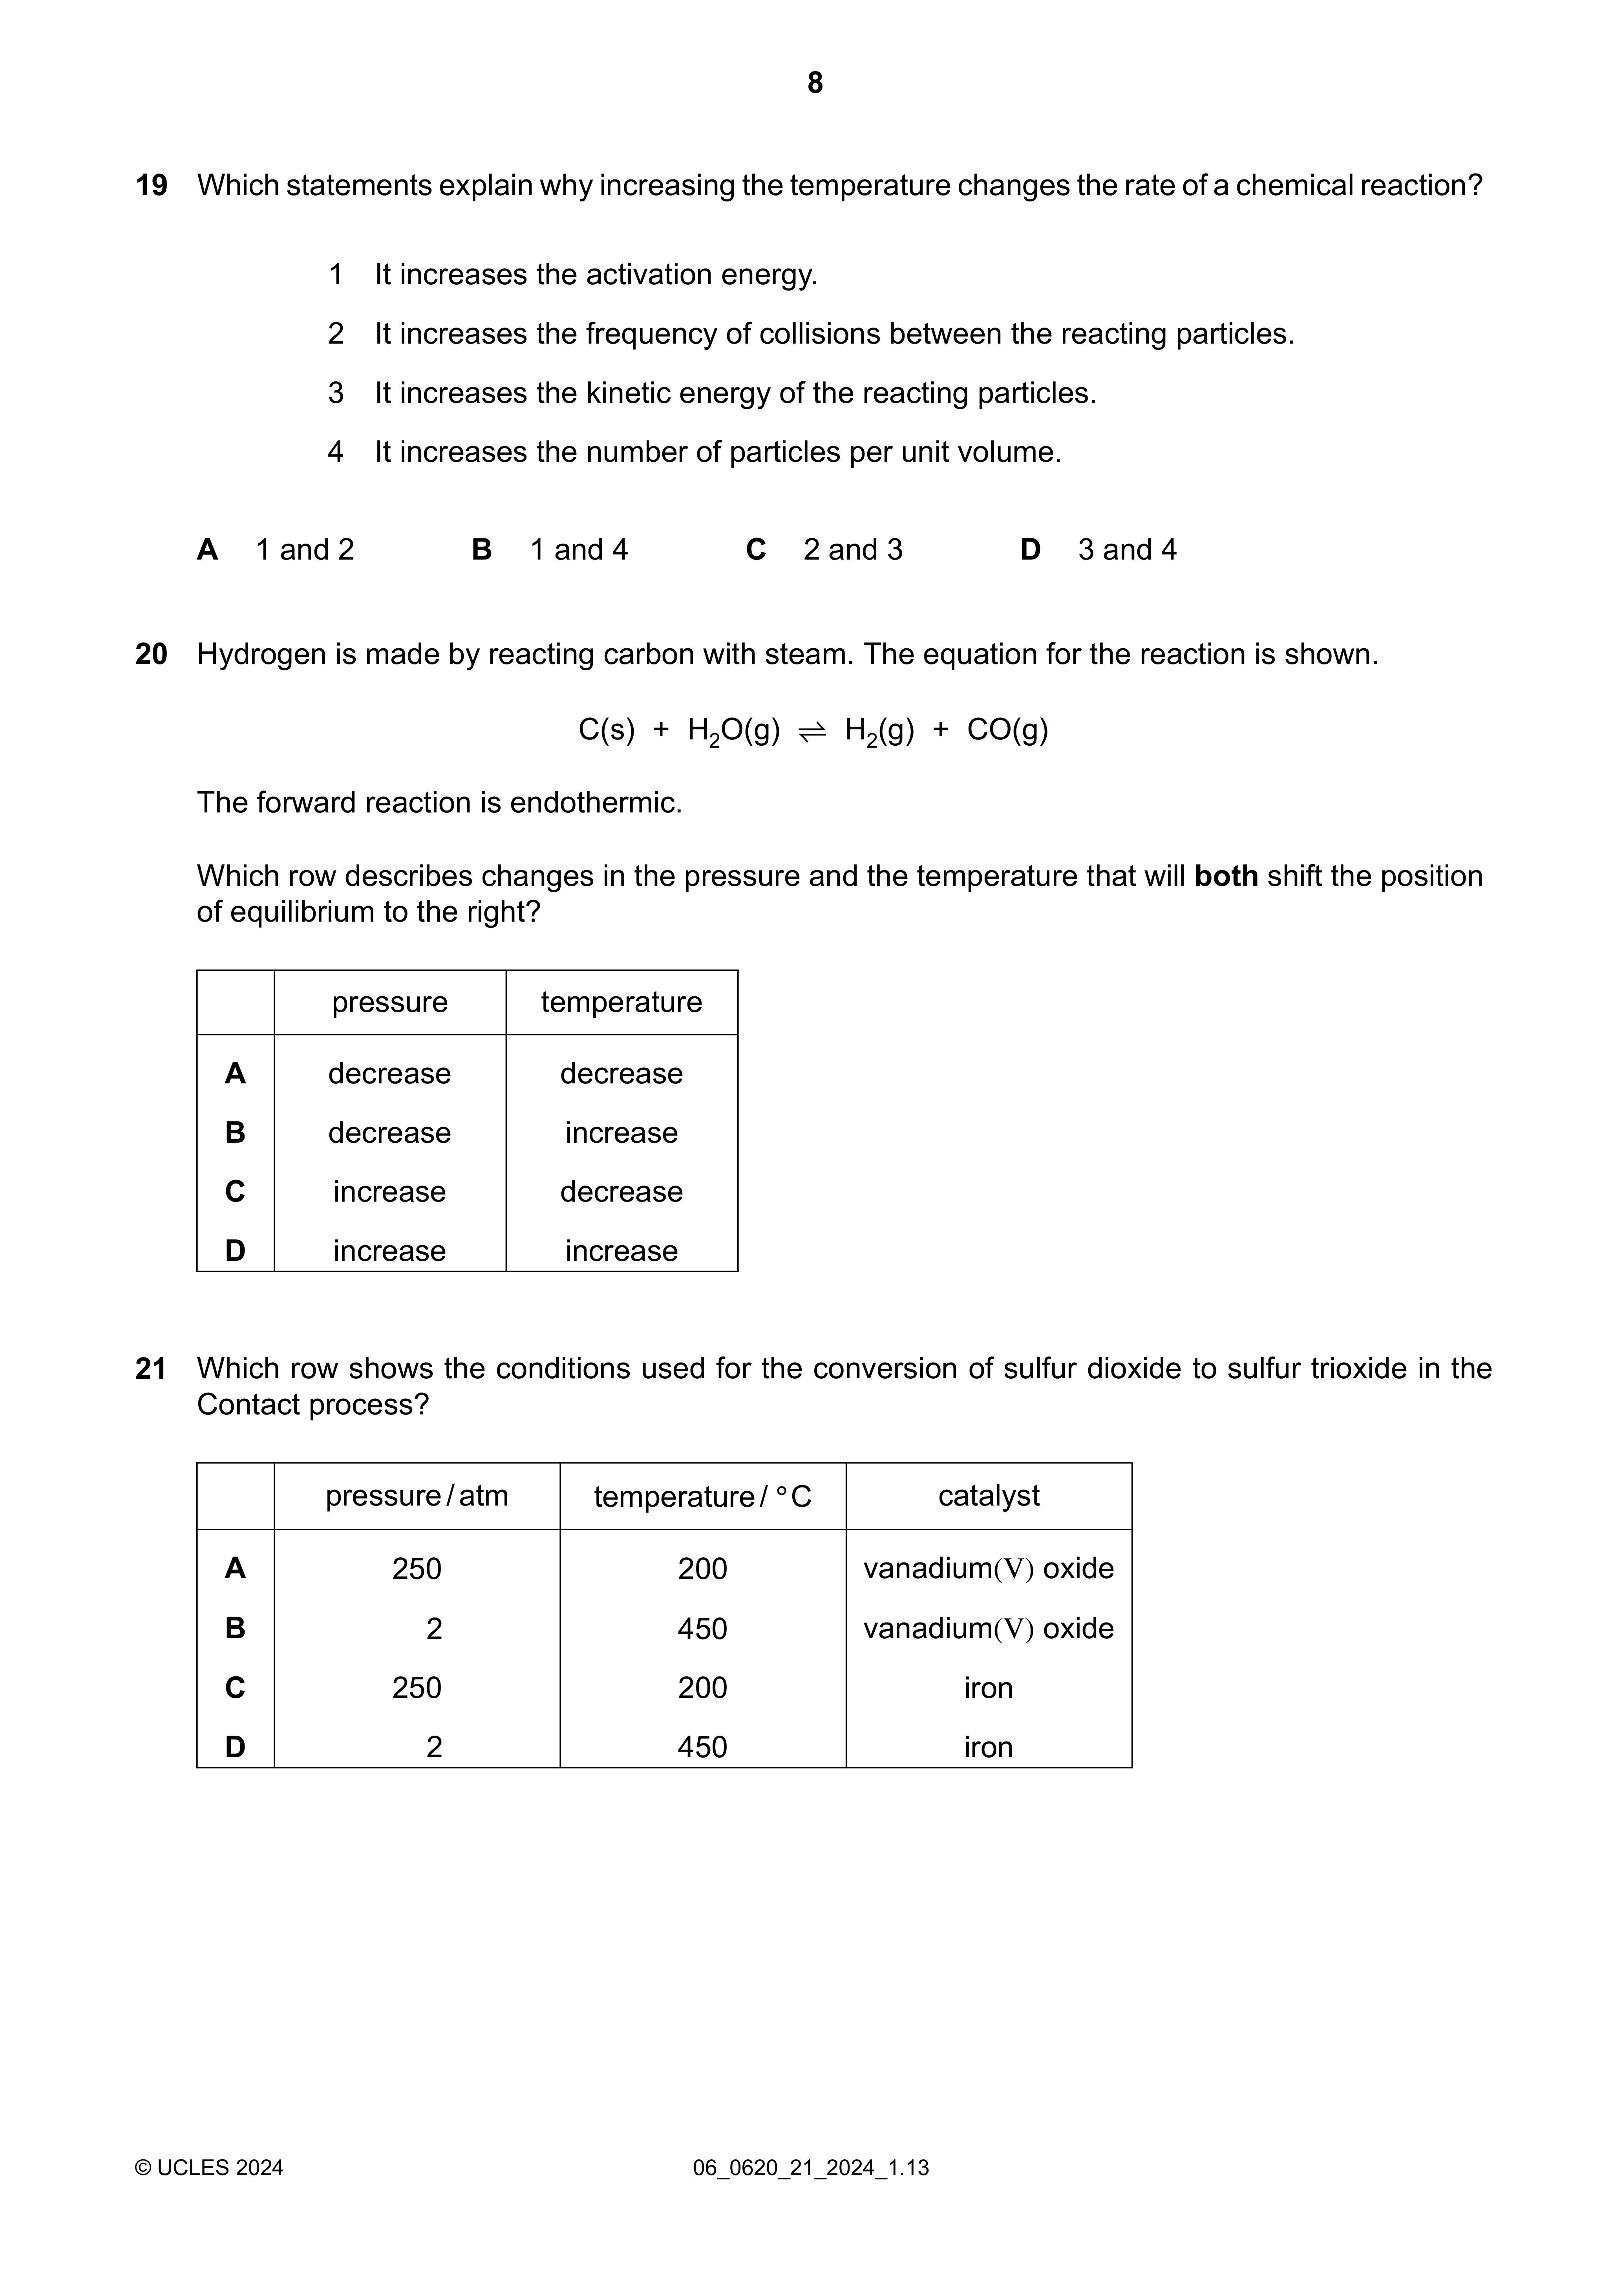 8
19 Which statements explain why increasing the temperature changes the rate of a chemical reaction?
1 It increases the activation energy.
2 It increases the frequency of collisions between the reacting particles.
3 It increases the kinetic energy of the reacting particles.
4 It increases the number of particles per unit volume.
A 1 and 2 B 1 and 4 C 2 and 3 D 3 and 4
20 Hydrogen is made by reacting carbon with steam. The equation for the reaction is shown.
C(s) + H₂O(g) ⇌ H₂(g) + CO(g)
The forward reaction is endothermic.
Which row describes changes in the pressure and the temperature that will both shift the position
of equilibrium to the right?
pressure temperature
A decrease decrease
B decrease increase
C increase decrease
D increase increase
21 Which row shows the conditions used for the conversion of sulfur dioxide to sulfur trioxide in the
Contact process?
pressure / atm temperature / °C catalyst
A 250 200 vanadium(V) oxide
B 2 450 vanadium(V) oxide
C 250 200 iron
D 2 450 iron
© UCLES 2024 06_0620_21_2024_1.13